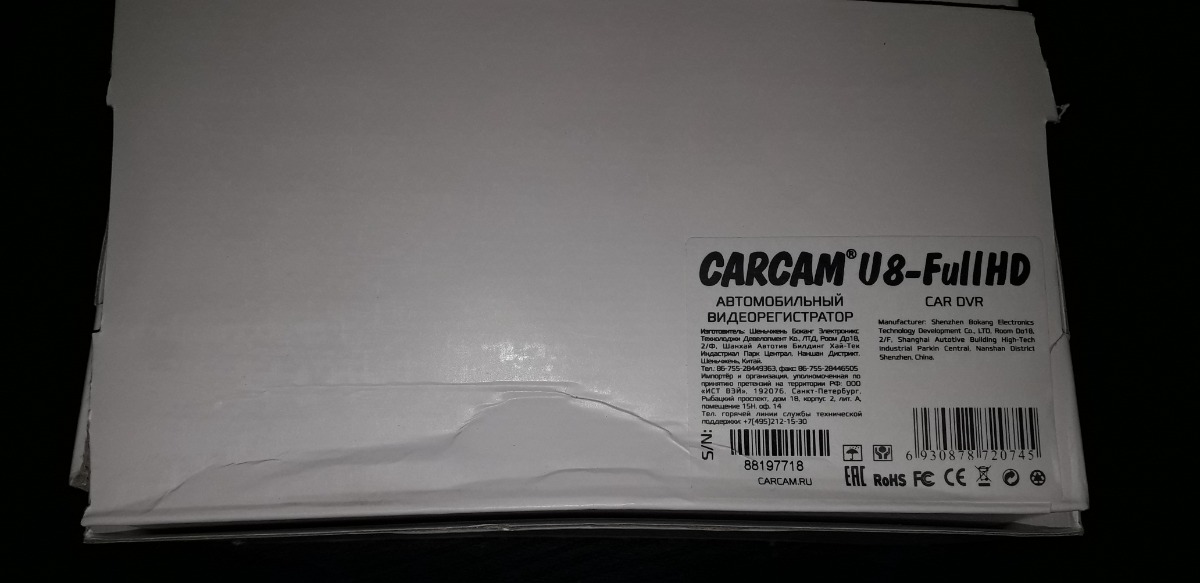 CARCAM® U8-FullHD
АВТОМОБИЛЬНЫЙ
ВИДЕОРЕГИСТРАТОР
Изготовитель: Шеньчжень Боканг Электроникс
Технолоджи Девелопмент Ко., ЛТД, Роом До1В,
2/Ф, Шанхай Автотив Билдинг Хай-Тек
Индастриал Парк Централ, Наншан Дистрикт,
Шеньчжень, Китай.
Тел.: 86-755-28449363, факс: 86-755-28446505
Импортёр и организация, уполномоченная по
принятию претензий на территории РФ: ООО
«ИСТ ВЭЙ», 192076, Санкт-Петербург,
Рыбацкий проспект, дом 18, корпус 2, лит. А,
помещение 15Н, оф. 14
Тел. горячей линии службы технической
поддержки: +7(495)212-15-30
CAR DVR
Manufacturer: Shenzhen Bokang Electronics
Technology Development Co., LTD, Room Do1B,
2/F, Shanghai Autotive Building High-Tech
Industrial Parkin Central, Nanshan District
Shenzhen, China.
S/N:
88197718
CARCAM.RU
6 930878 720745
EAC RoHS FC CE